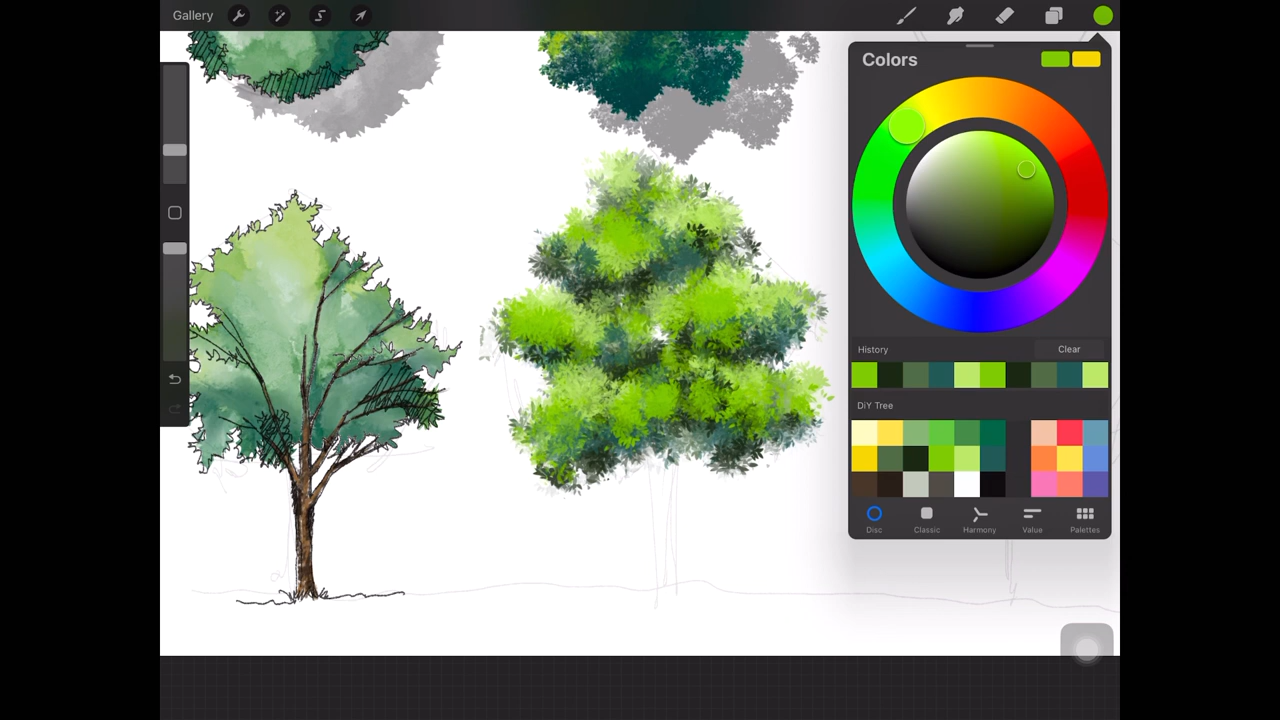 Gallery
Colors
History
Clear
DiY Tree
Disc
Classic
Harmony
Value
Palettes